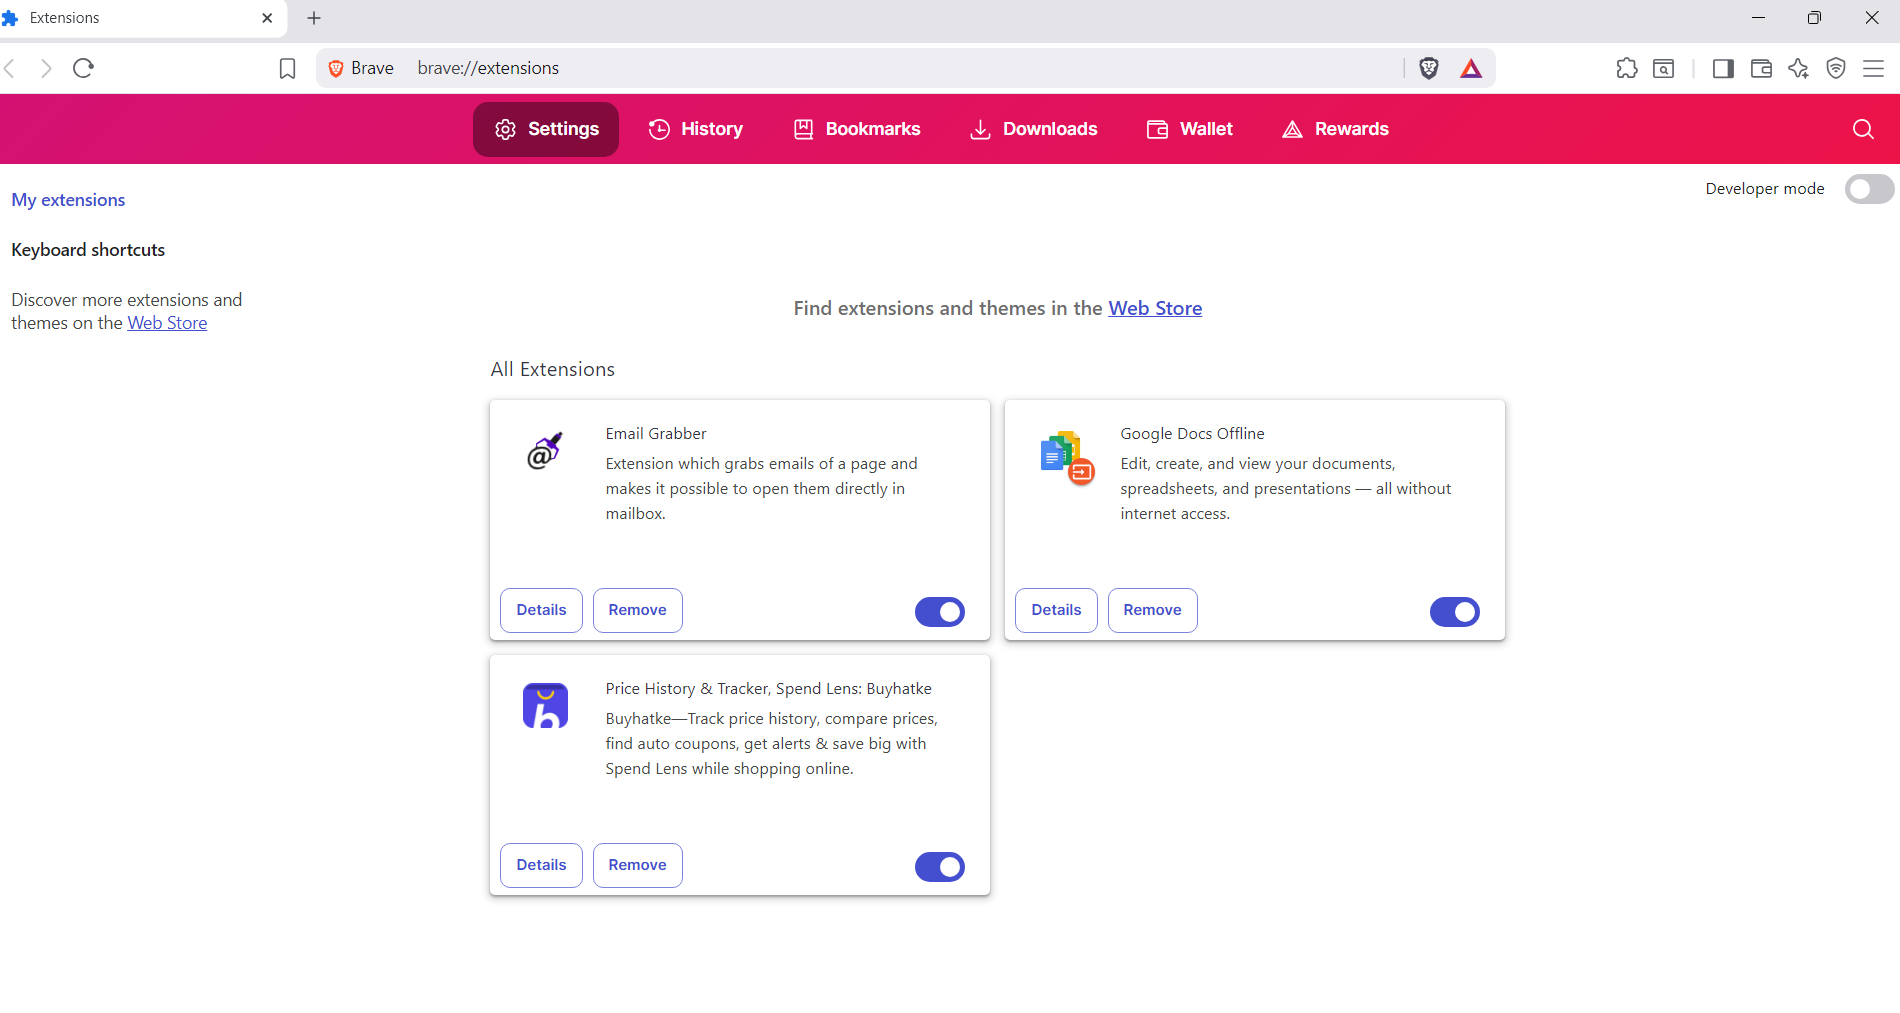 Extensions
Brave brave://extensions
Settings History Bookmarks Downloads Wallet Rewards
My extensions
Developer mode
Keyboard shortcuts
Discover more extensions and
themes on the Web Store
Find extensions and themes in the Web Store
All Extensions
Email Grabber
Extension which grabs emails of a page and
makes it possible to open them directly in
mailbox.
Details Remove
Google Docs Offline
Edit, create, and view your documents,
spreadsheets, and presentations — all without
internet access.
Details Remove
Price History & Tracker, Spend Lens: Buyhatke
Buyhatke—Track price history, compare prices,
find auto coupons, get alerts & save big with
Spend Lens while shopping online.
Details Remove